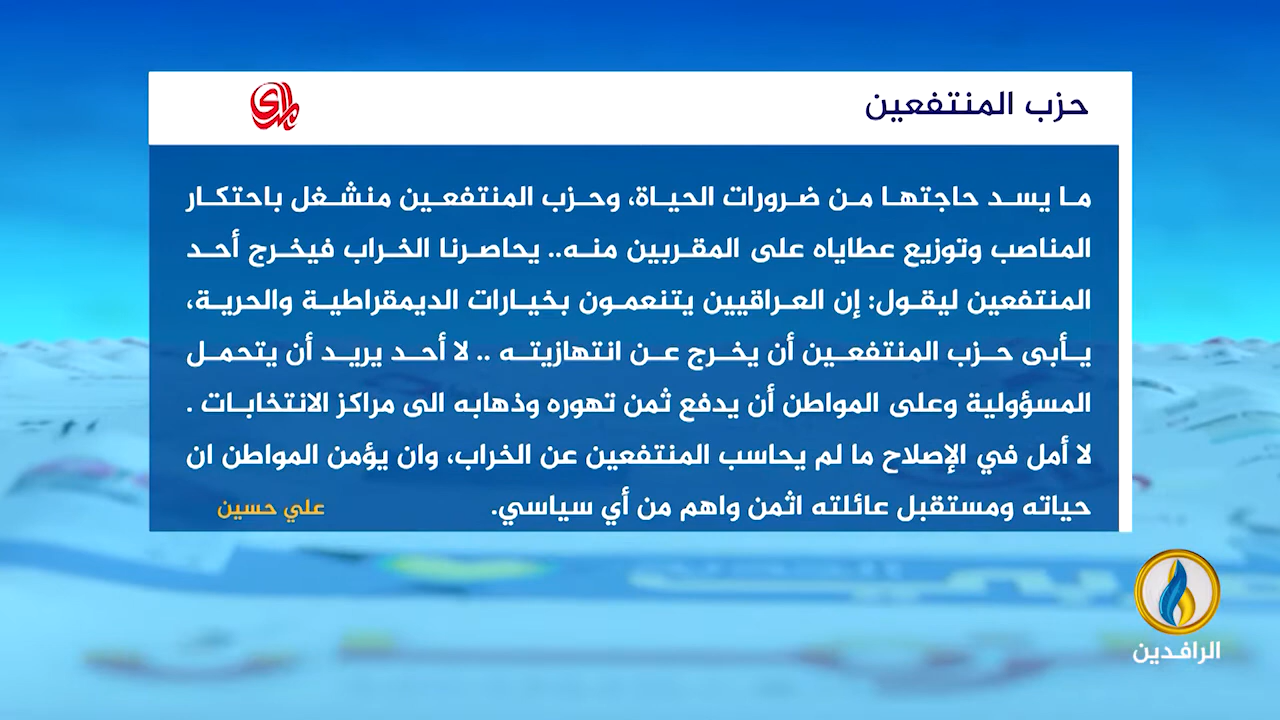 حزب المنتفعين
المدى
ما يسد حاجتها من ضرورات الحياة، وحزب المنتفعين منشغل باحتكار
المناصب وتوزيع عطاياه على المقربين منه.. يحاصرنا الخراب فيخرج أحد
المنتفعين ليقول: إن العراقيين يتنعمون بخيارات الديمقراطية والحرية،
يأبى حزب المنتفعين أن يخرج عن انتهازيته .. لا أحد يريد أن يتحمل
المسؤولية وعلى المواطن أن يدفع ثمن تهوره وذهابه الى مراكز الانتخابات .
لا أمل في الإصلاح ما لم يحاسب المنتفعين عن الخراب، وان يؤمن المواطن ان
حياته ومستقبل عائلته اثمن واهم من أي سياسي.
علي حسين
الرافدين